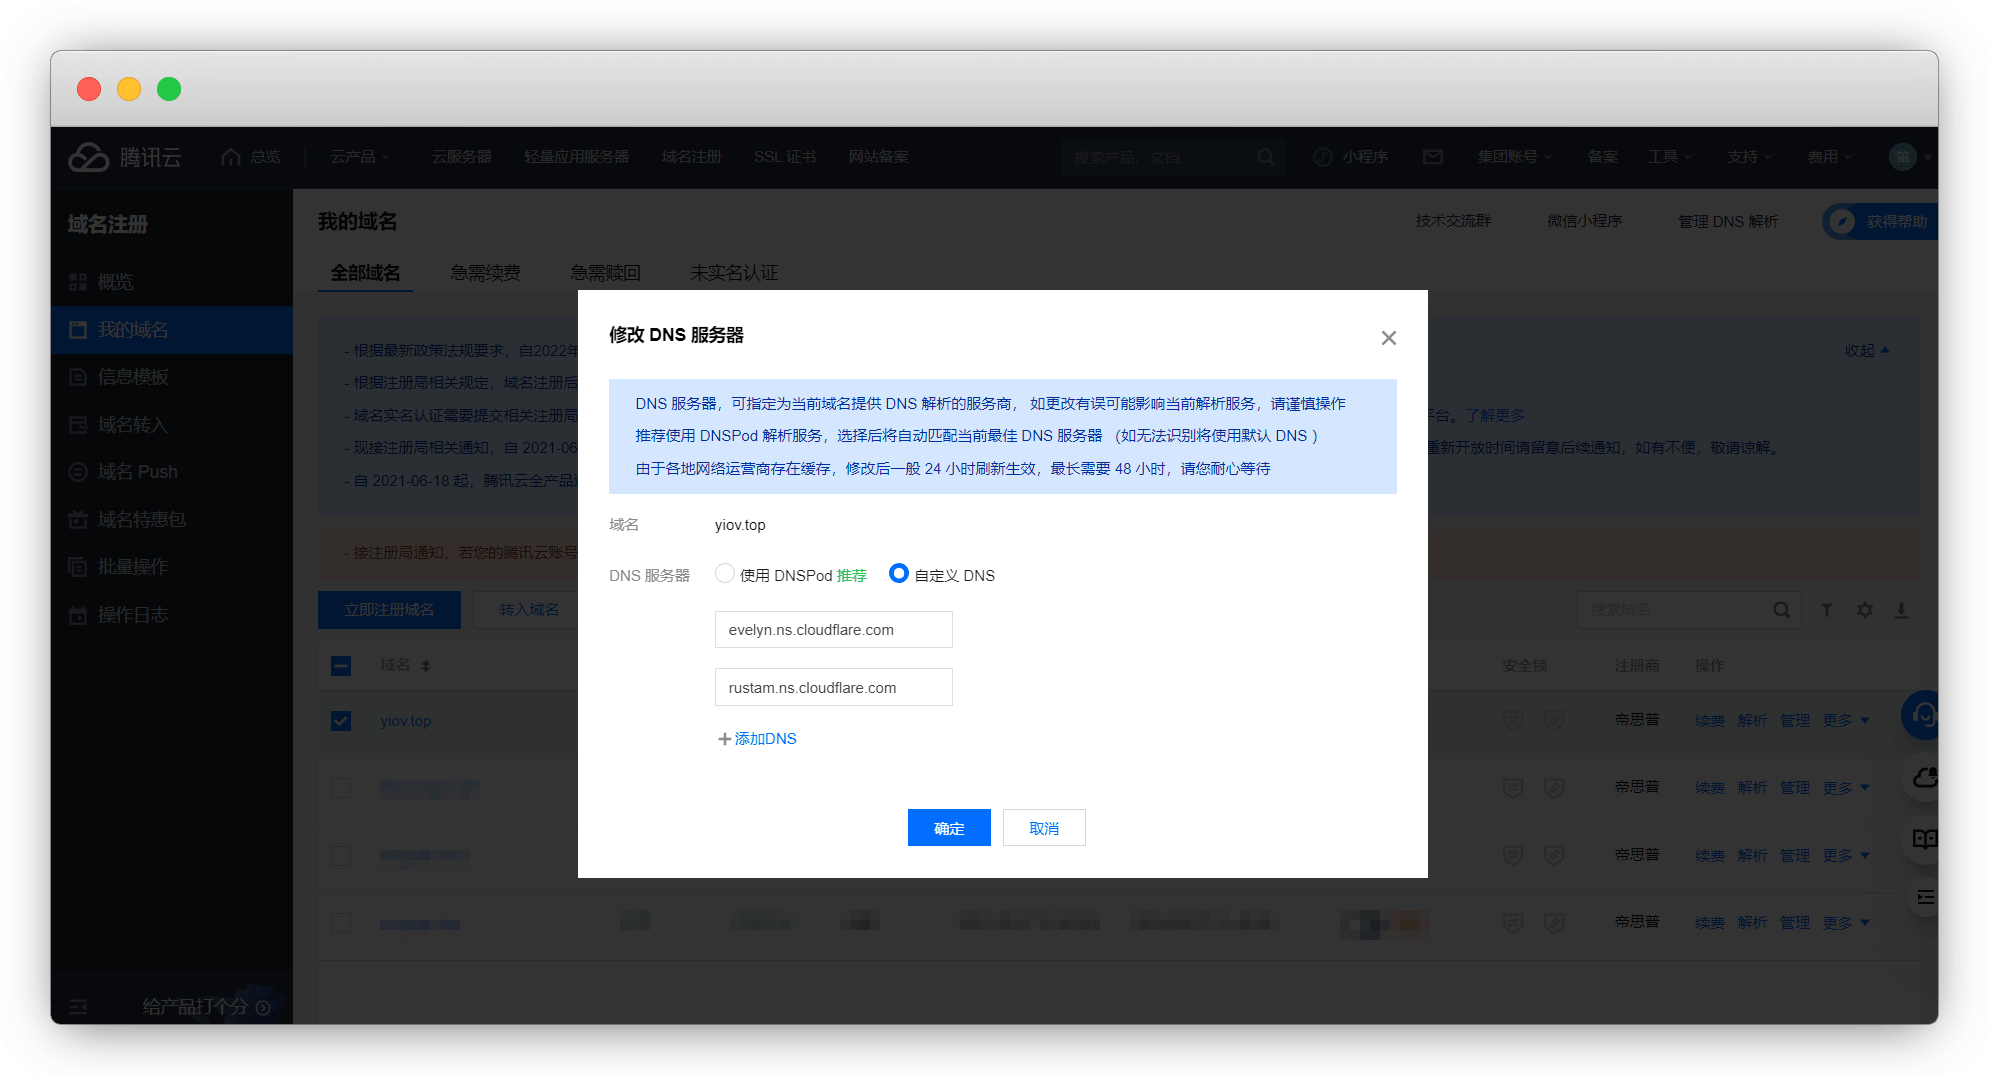 腾讯云
总览
云产品
云服务器
轻量应用服务器
域名注册
SSL 证书
网站备案
搜索产品、文档...
小程序
集团账号
备案
工具
支持
费用
笛
域名注册
概览
我的域名
信息模板
域名转入
域名 Push
域名特惠包
批量操作
操作日志
给产品打个分
我的域名
技术交流群
微信小程序
管理 DNS 解析
获得帮助
全部域名
急需续费
急需赎回
未实名认证
- 根据最新政策法规要求，自2022年
收起
- 根据注册局相关规定，域名注册后
- 域名实名认证需要提交相关注册局
平台。了解更多
- 现接注册局相关通知，自 2021-06
重新开放时间请留意后续通知，如有不便，敬请谅解。
- 自 2021-06-18 起，腾讯云全产品
- 接注册局通知，若您的腾讯云账号
立即注册域名
转入域名
搜索域名
域名
安全锁
注册商
操作
yiov.top
帝思普
续费 解析 管理 更多
帝思普
续费 解析 管理 更多
帝思普
续费 解析 管理 更多
帝思普
续费 解析 管理 更多
修改 DNS 服务器
DNS 服务器，可指定为当前域名提供 DNS 解析的服务商， 如更改有误可能影响当前解析服务，请谨慎操作
推荐使用 DNSPod 解析服务，选择后将自动匹配当前最佳 DNS 服务器 （如无法识别将使用默认 DNS ）
由于各地网络运营商存在缓存，修改后一般 24 小时刷新生效，最长需要 48 小时，请您耐心等待
域名
yiov.top
DNS 服务器
使用 DNSPod 推荐
自定义 DNS
evelyn.ns.cloudflare.com
rustam.ns.cloudflare.com
添加DNS
确定
取消